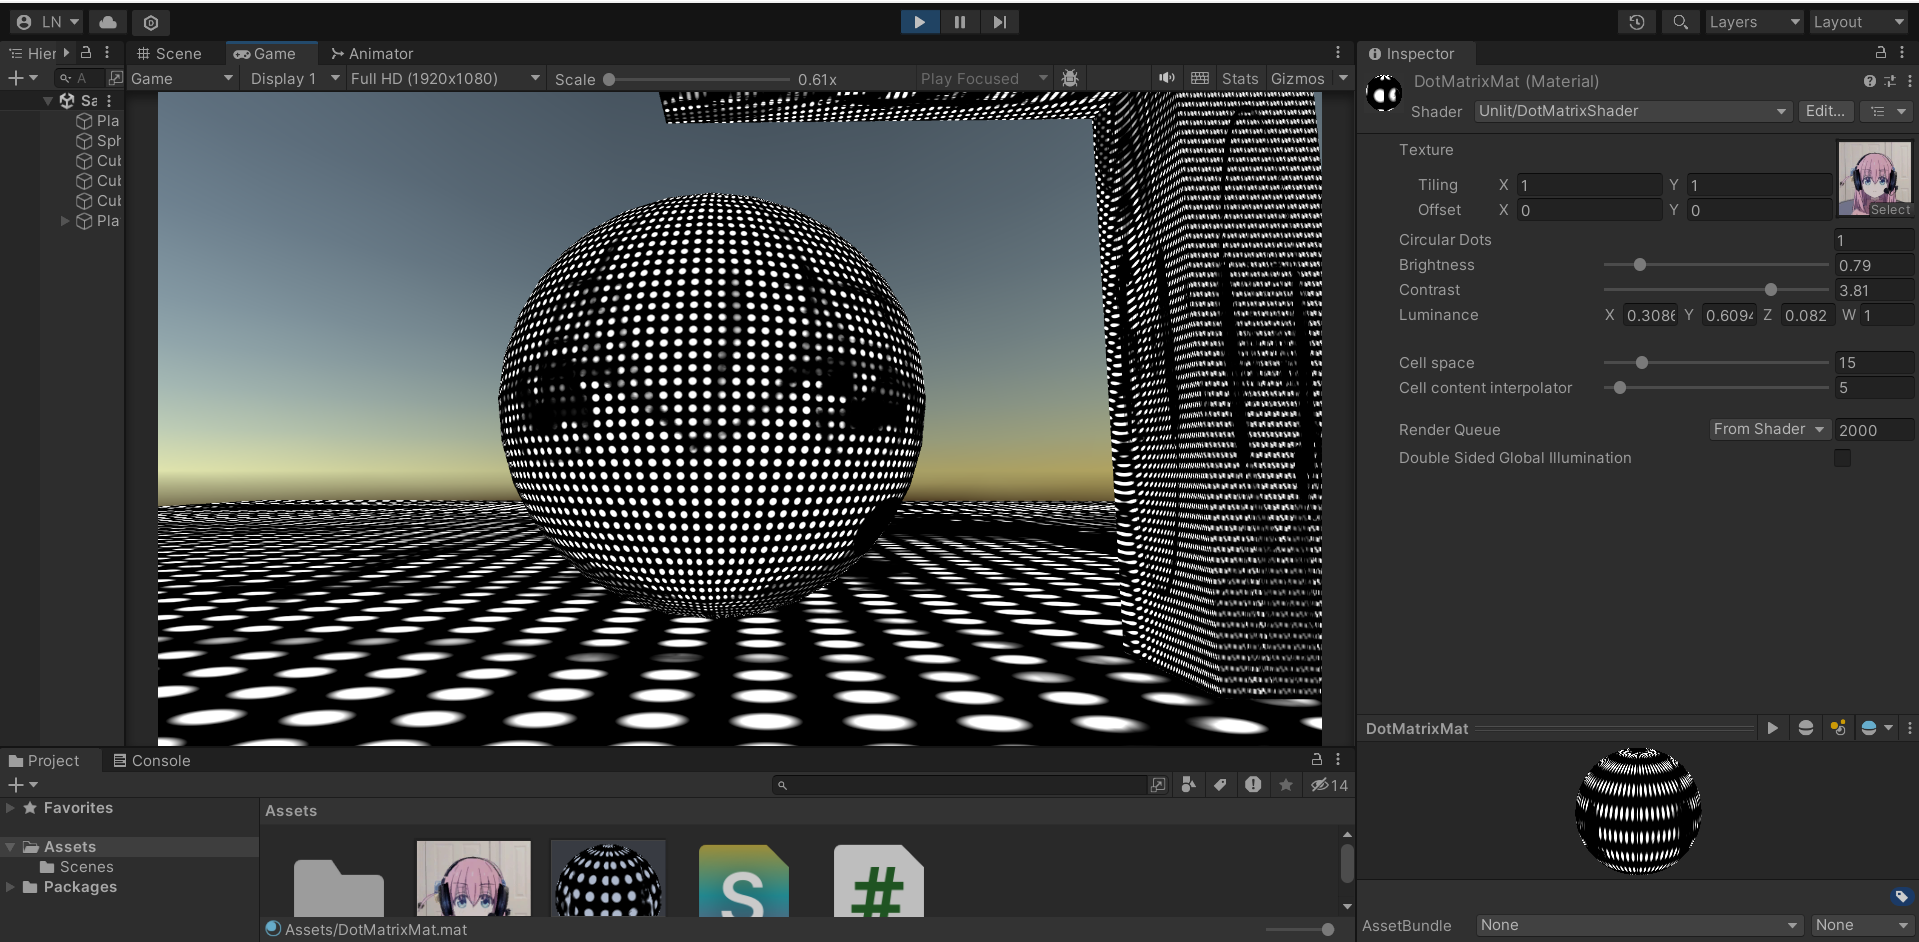 LN
Layers
Layout
Hier
Scene
Game
Animator
Inspector
A
Game
Display 1
Full HD (1920x1080)
Scale
0.61x
Play Focused
Stats
Gizmos
DotMatrixMat (Material)
Shader
Unlit/DotMatrixShader
Edit...
Sa
Pla
Sph
Cub
Cub
Cub
Pla
Texture
Tiling X 1 Y 1
Offset X 0 Y 0
Select
Circular Dots 1
Brightness 0.79
Contrast 3.81
Luminance X 0.3086 Y 0.6094 Z 0.082 W 1
Cell space 15
Cell content interpolator 5
Render Queue From Shader 2000
Double Sided Global Illumination
DotMatrixMat
Project
Console
14
Favorites
Assets
Scenes
Packages
Assets
S
#
Assets/DotMatrixMat.mat
AssetBundle None None